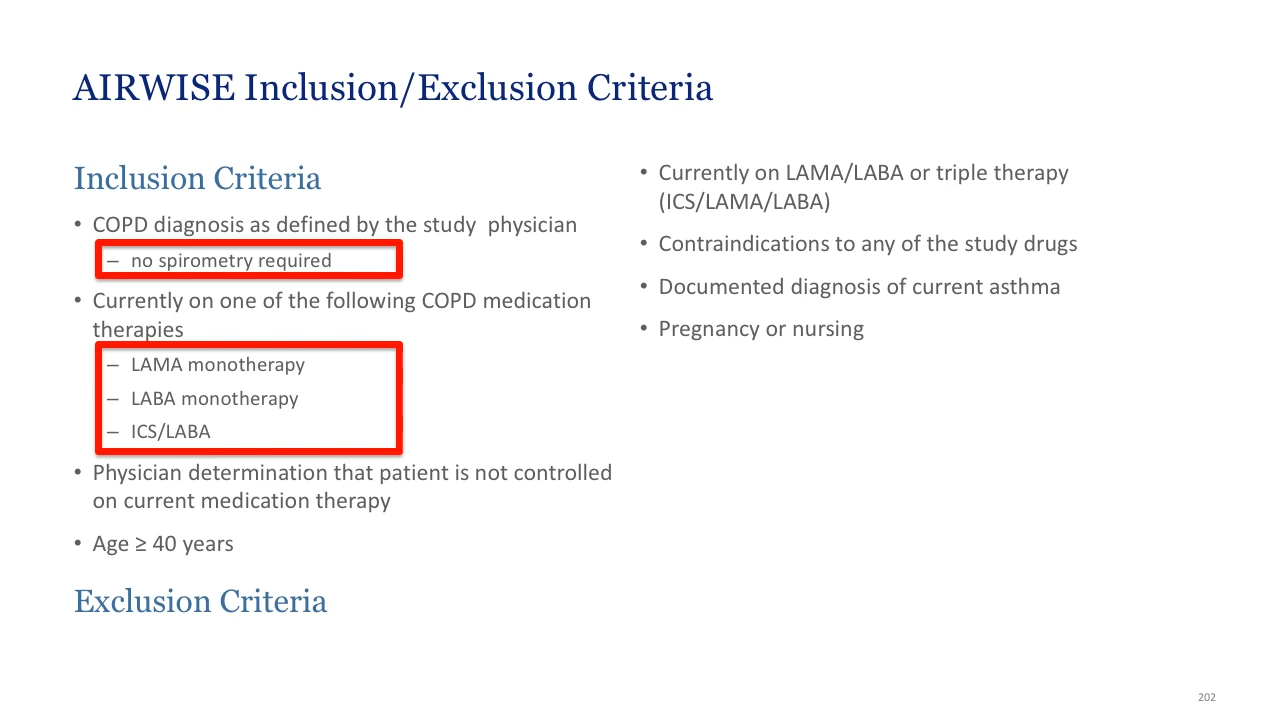 AIRWISE Inclusion/Exclusion Criteria
Inclusion Criteria
• COPD diagnosis as defined by the study  physician
– no spirometry required
• Currently on one of the following COPD medication
therapies
– LAMA monotherapy
– LABA monotherapy
– ICS/LABA
• Physician determination that patient is not controlled
on current medication therapy
• Age ≥ 40 years
Exclusion Criteria
• Currently on LAMA/LABA or triple therapy
(ICS/LAMA/LABA)
• Contraindications to any of the study drugs
• Documented diagnosis of current asthma
• Pregnancy or nursing
202